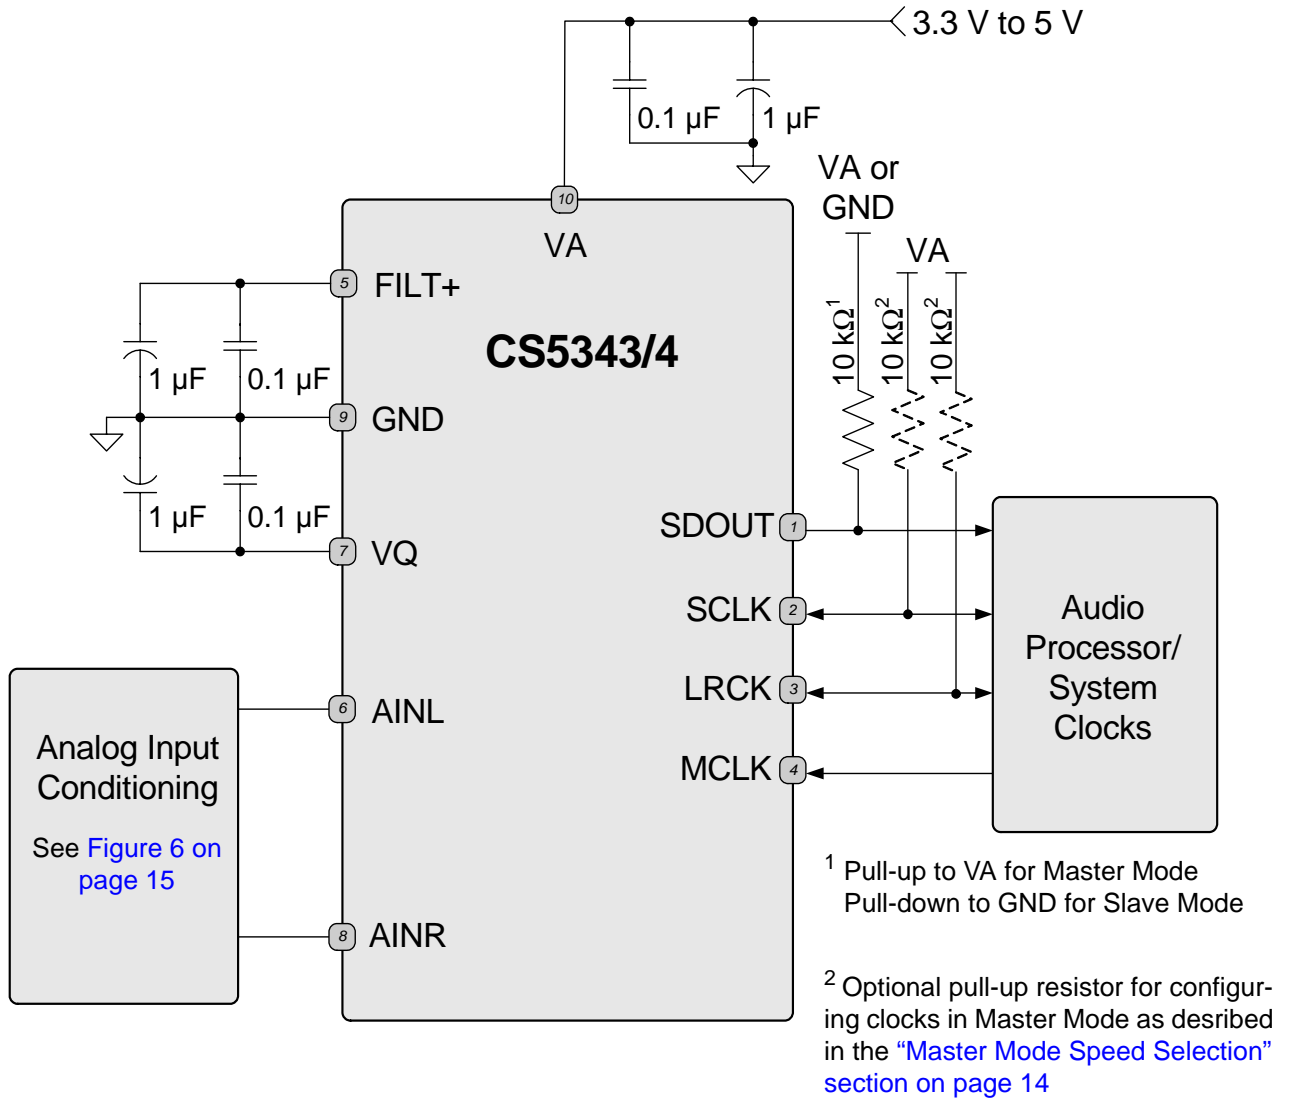 3.3 V to 5 V
0.1 µF
1 µF
VA or
GND
VA
10
VA
5
FILT+
CS5343/4
10 kΩ1
10 kΩ2
10 kΩ2
1 µF
0.1 µF
9
GND
1 µF
0.1 µF
7
VQ
SDOUT
1
SCLK
2
LRCK
3
MCLK
4
Audio
Processor/
System
Clocks
6
AINL
Analog Input
Conditioning
See Figure 6 on
page 15
8
AINR
1 Pull-up to VA for Master Mode
Pull-down to GND for Slave Mode
2 Optional pull-up resistor for configur-
ing clocks in Master Mode as desribed
in the “Master Mode Speed Selection”
section on page 14